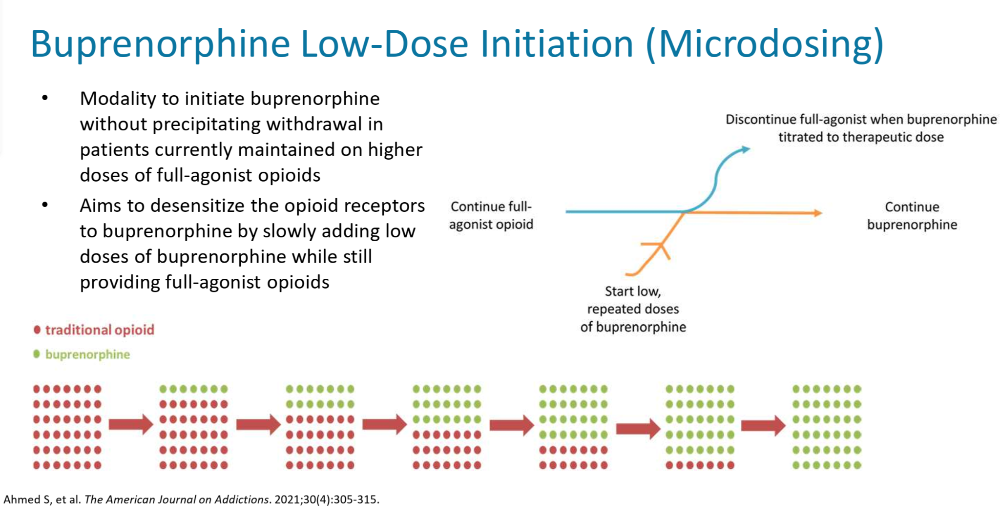 Buprenorphine Low-Dose Initiation (Microdosing)
• Modality to initiate buprenorphine
without precipitating withdrawal in
patients currently maintained on higher
doses of full-agonist opioids
• Aims to desensitize the opioid receptors
to buprenorphine by slowly adding low
doses of buprenorphine while still
providing full-agonist opioids
Discontinue full-agonist when buprenorphine
titrated to therapeutic dose
Continue full-
agonist opioid
Continue
buprenorphine
Start low,
repeated doses
of buprenorphine
traditional opioid
buprenorphine
Ahmed S, et al. The American Journal on Addictions. 2021;30(4):305-315.